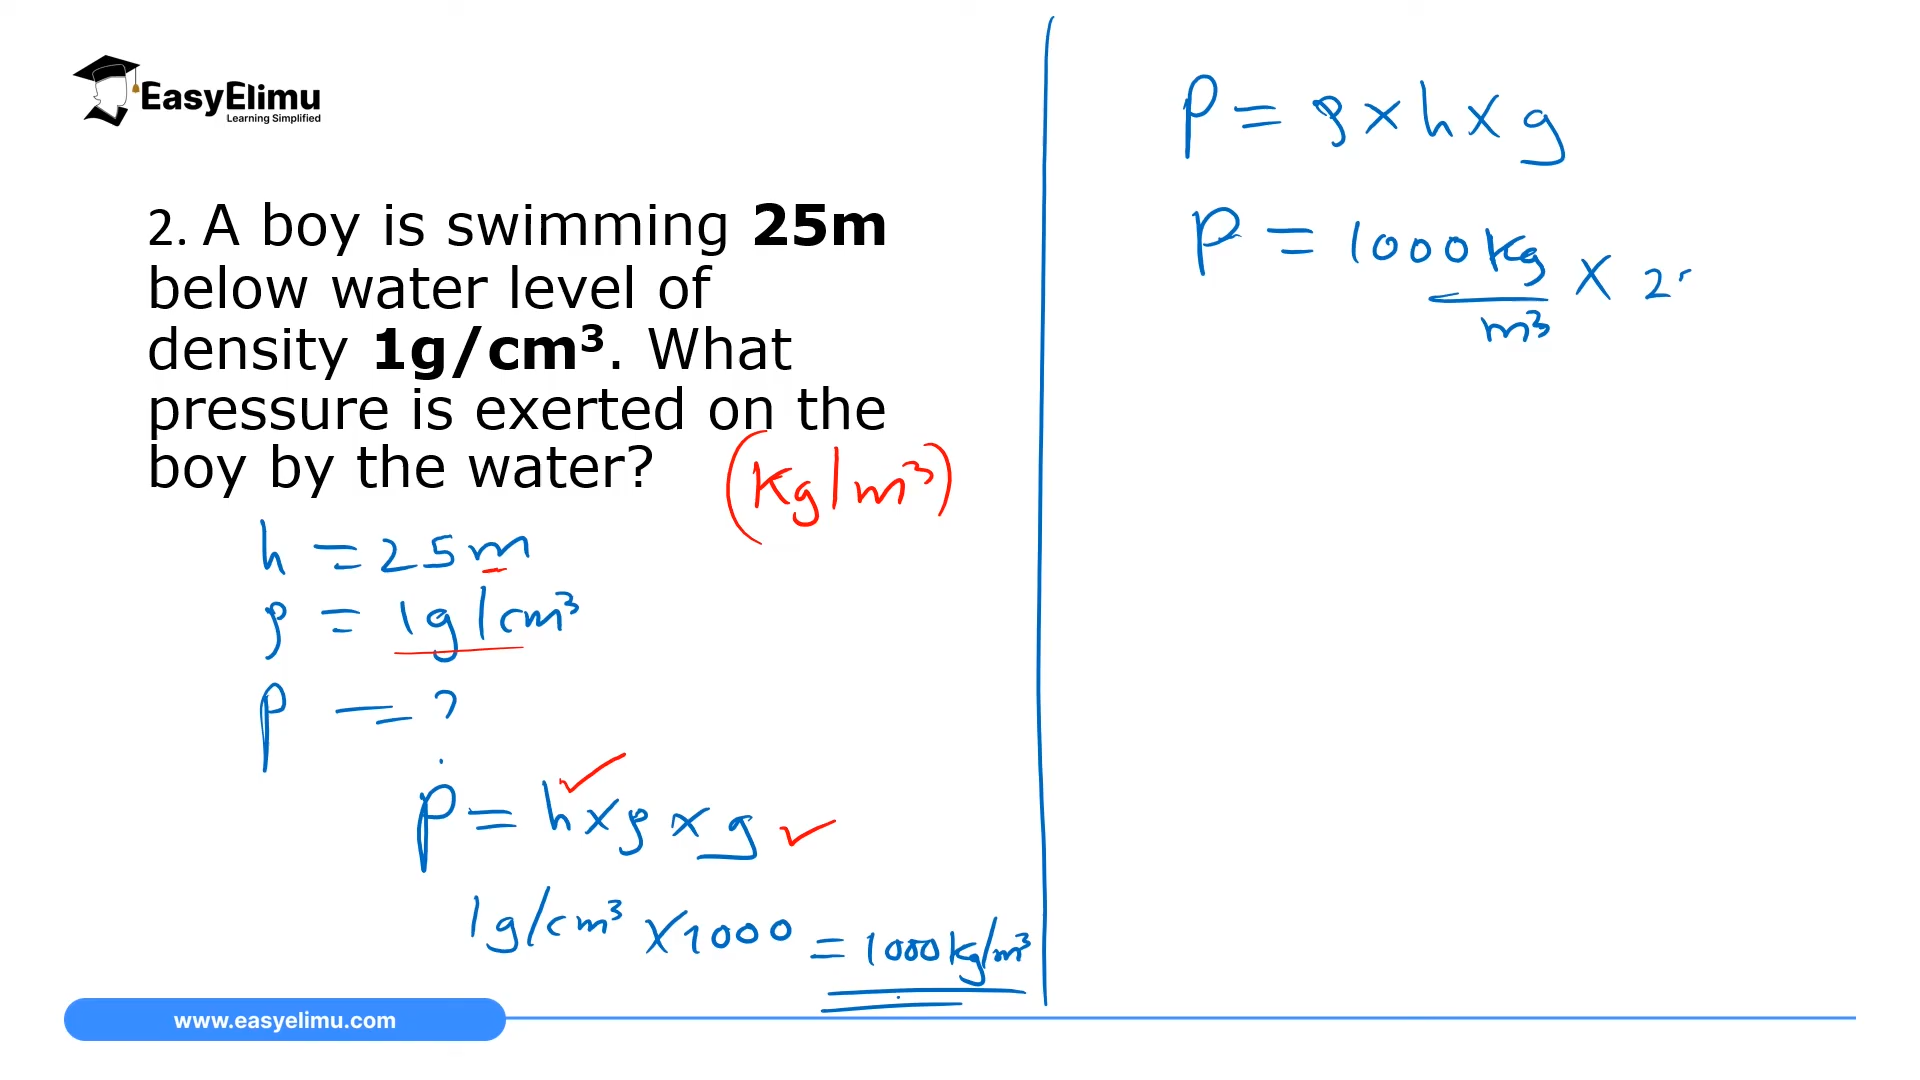 EasyElimu
Learning Simplified
2. A boy is swimming 25m
below water level of
density 1g/cm³. What
pressure is exerted on the
boy by the water?
(Kg/m³)
h = 25m
ρ = 1g/cm³
P = ?
P = h×ρ×g
1g/cm³ ×1000 = 1000kg/m³
www.easyelimu.com
P = ρ×h×g
P = 1000Kg/m³ × 2